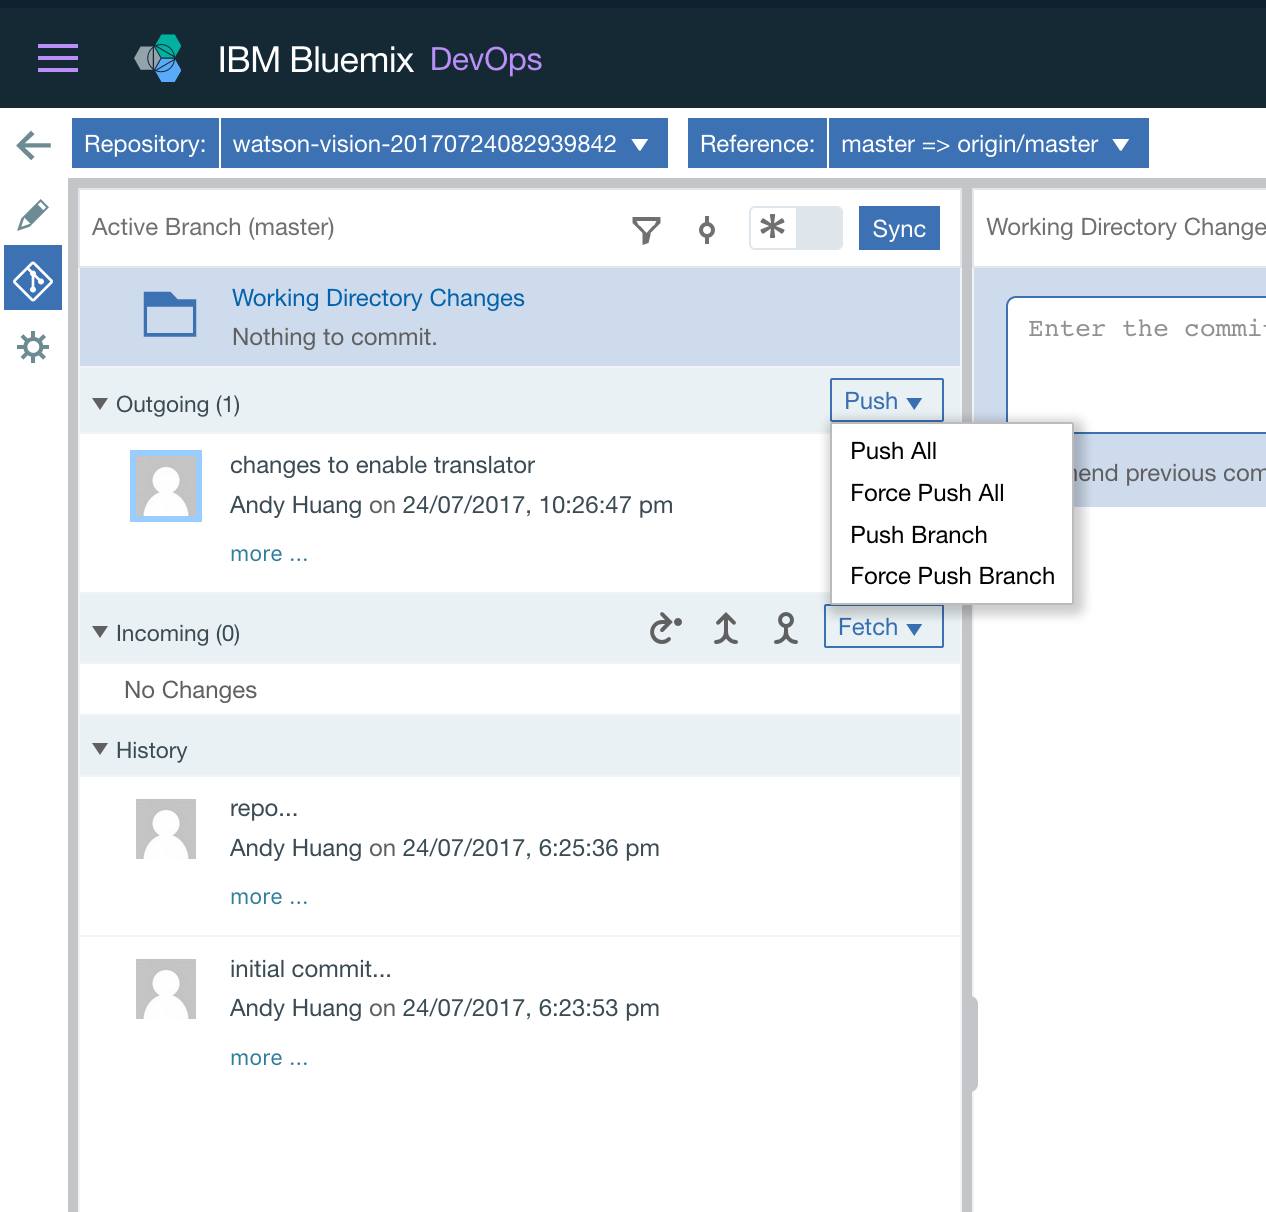 IBM Bluemix DevOps
Repository: watson-vision-20170724082939842 Reference: master => origin/master
Active Branch (master)
Sync
Working Directory Change
Working Directory Changes
Nothing to commit.
Enter the commi
Outgoing (1)
Push
Push All
Force Push All
Push Branch
Force Push Branch
end previous com
changes to enable translator
Andy Huang on 24/07/2017, 10:26:47 pm
more ...
Incoming (0)
Fetch
No Changes
History
repo...
Andy Huang on 24/07/2017, 6:25:36 pm
more ...
initial commit...
Andy Huang on 24/07/2017, 6:23:53 pm
more ...